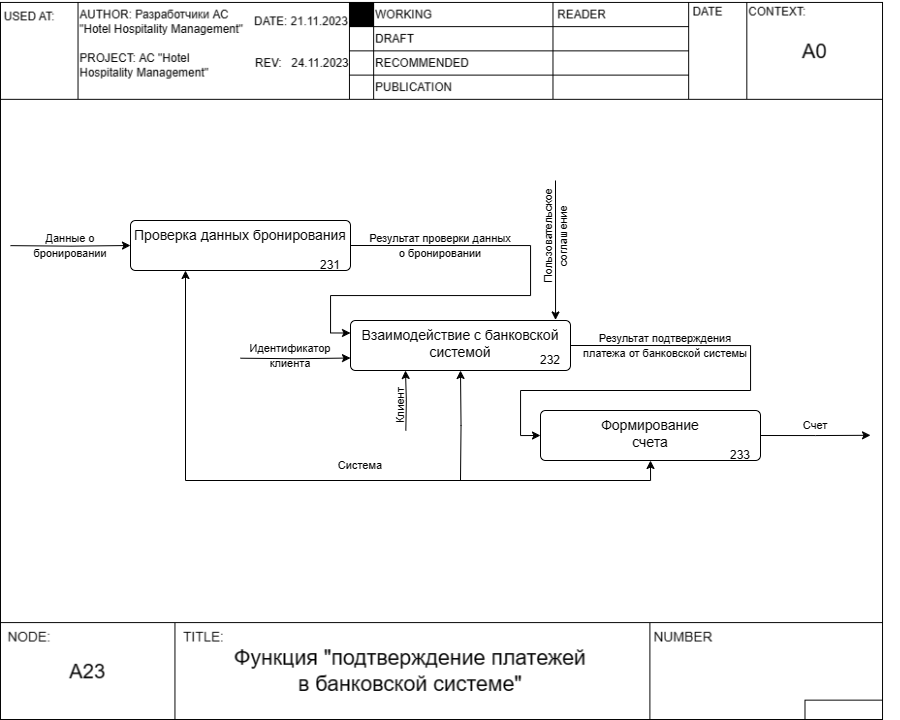 USED AT:
AUTHOR: Разработчики АС
"Hotel Hospitality Management"
DATE: 21.11.2023
PROJECT: АС "Hotel
Hospitality Management"
REV: 24.11.2023
WORKING
DRAFT
RECOMMENDED
PUBLICATION
READER
DATE
CONTEXT:
A0
Данные о
бронировании
Проверка данных бронирования
231
Результат проверки данных
о бронировании
Пользовательское
соглашение
Идентификатор
клиента
Взаимодействие с банковской
системой
232
Результат подтверждения
платежа от банковской системы
Клиент
Формирование
счета
233
Счет
Система
NODE:
A23
TITLE:
Функция "подтверждение платежей
в банковской системе"
NUMBER